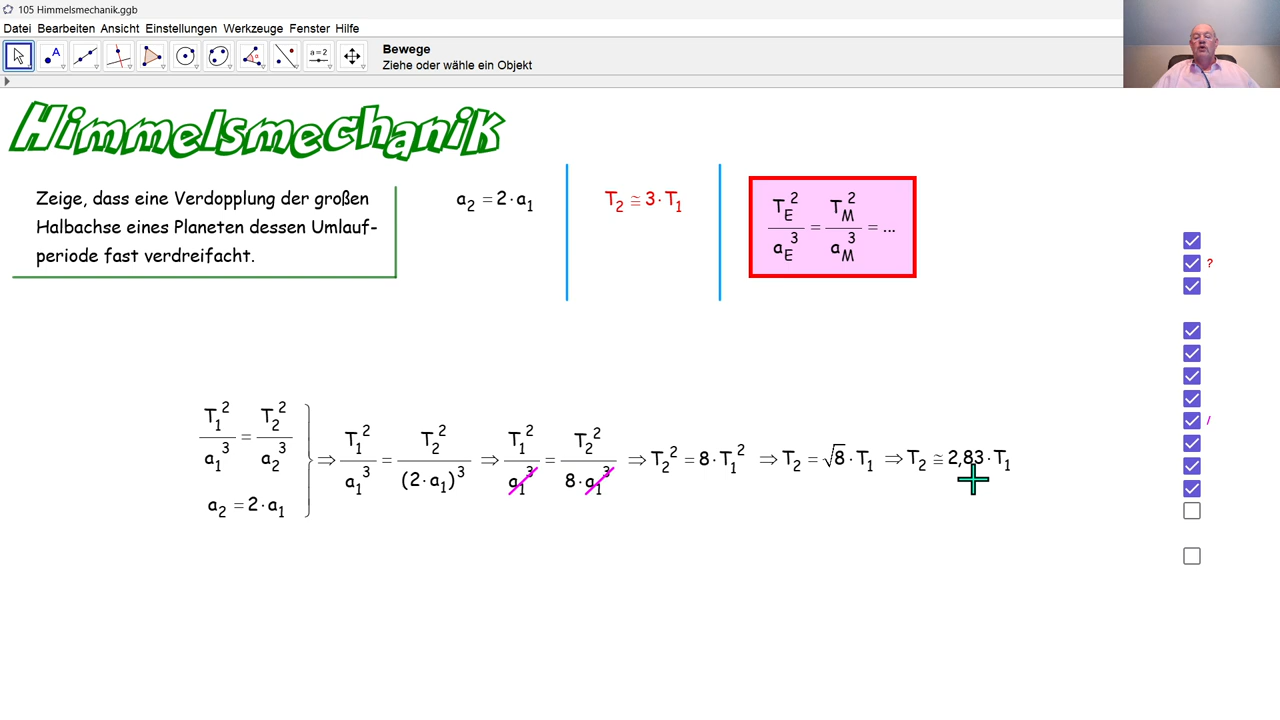 105 Himmelsmechanik.ggb
Datei Bearbeiten Ansicht Einstellungen Werkzeuge Fenster Hilfe
A
a=2
Bewege
Ziehe oder wähle ein Objekt
Himmelsmechanik
Zeige, dass eine Verdopplung der großen
Halbachse eines Planeten dessen Umlauf-
periode fast verdreifacht.
a₂ = 2·a₁
T₂ ≅ 3·T₁
T_E²/a_E³ = T_M²/a_M³ = ...
?
/
T₁²/a₁³ = T₂²/a₂³
a₂ = 2·a₁
⇒ T₁²/a₁³ = T₂²/(2·a₁)³ ⇒ T₁²/a₁³ = T₂²/8·a₁³ ⇒ T₂² = 8·T₁² ⇒ T₂ = √8·T₁ ⇒ T₂ ≅ 2,83·T₁